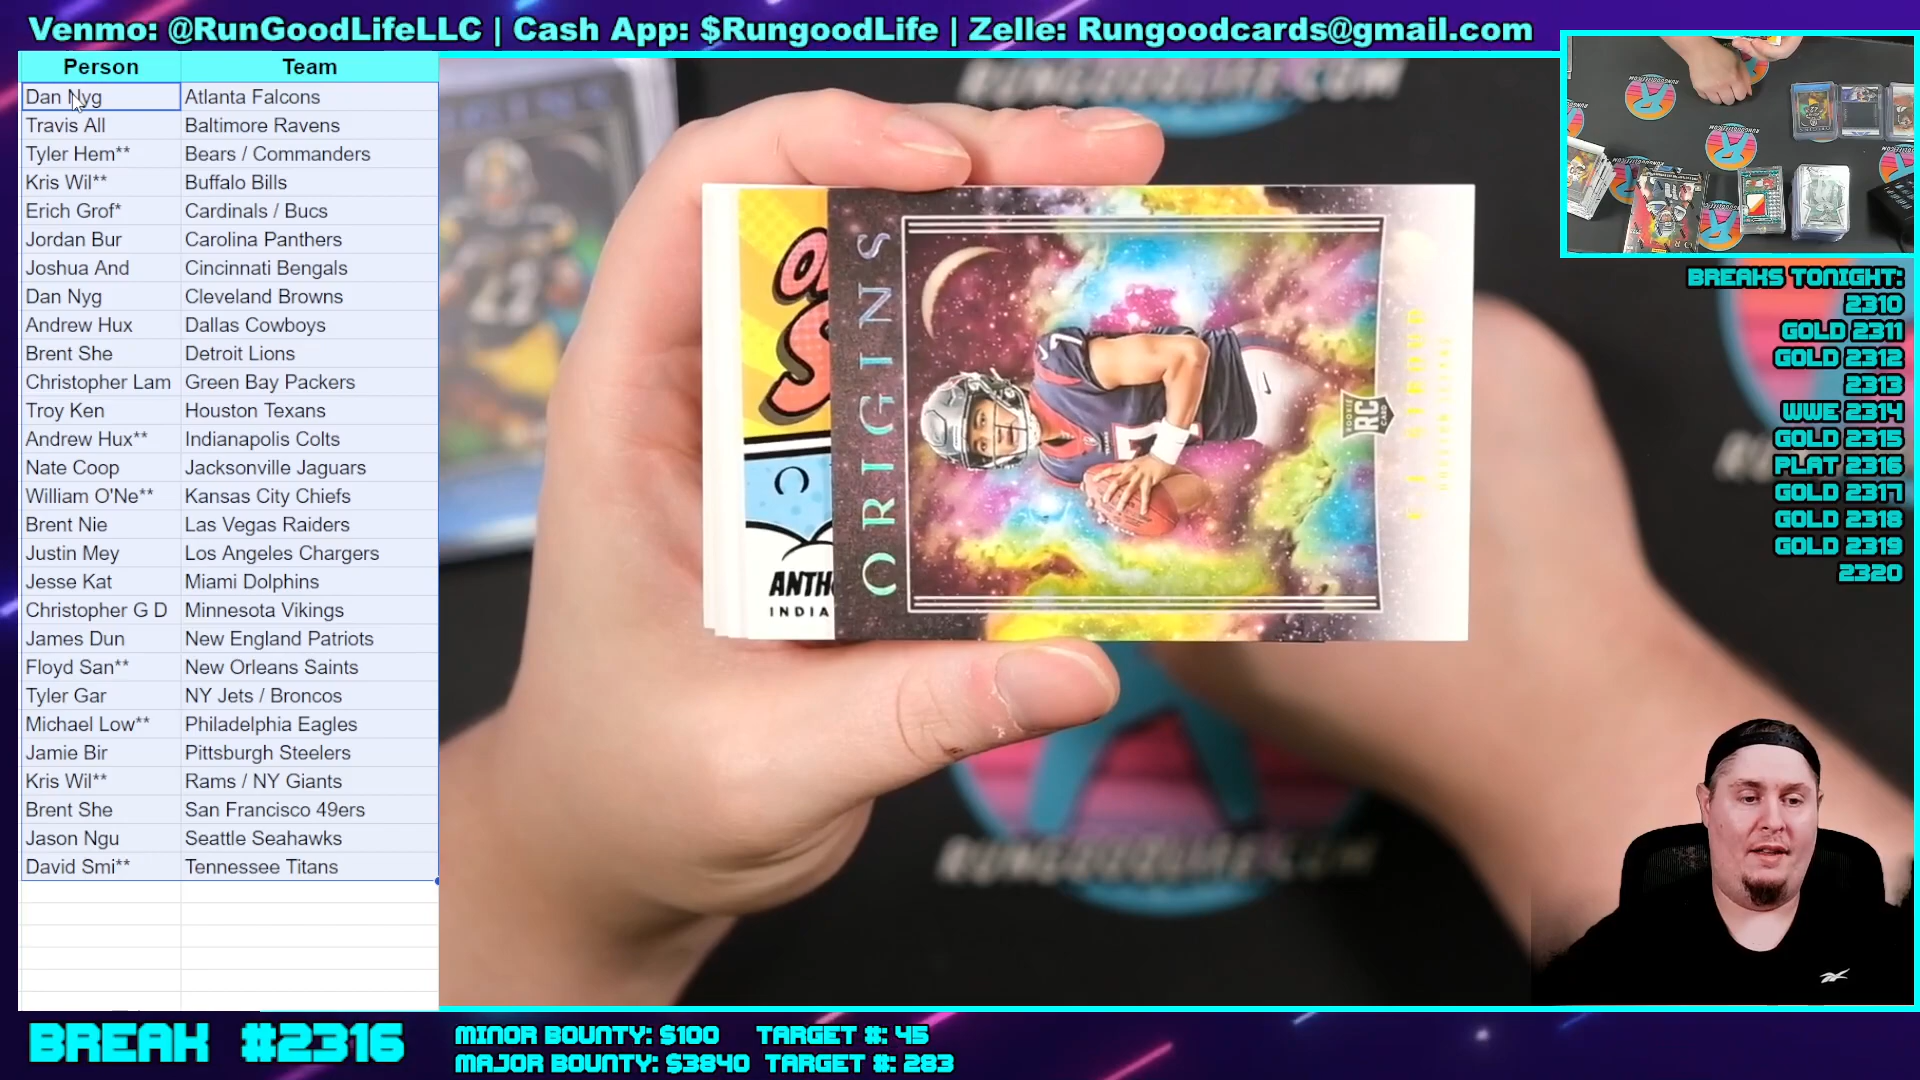 Venmo: @RunGoodLifeLLC | Cash App: $RungoodLife | Zelle: Rungoodcards@gmail.com
Person Team
Dan Nyg Atlanta Falcons
Travis All Baltimore Ravens
Tyler Hem** Bears / Commanders
Kris Wil** Buffalo Bills
Erich Grof* Cardinals / Bucs
Jordan Bur Carolina Panthers
Joshua And Cincinnati Bengals
Dan Nyg Cleveland Browns
Andrew Hux Dallas Cowboys
Brent She Detroit Lions
Christopher Lam Green Bay Packers
Troy Ken Houston Texans
Andrew Hux** Indianapolis Colts
Nate Coop Jacksonville Jaguars
William O'Ne** Kansas City Chiefs
Brent Nie Las Vegas Raiders
Justin Mey Los Angeles Chargers
Jesse Kat Miami Dolphins
Christopher G D Minnesota Vikings
James Dun New England Patriots
Floyd San** New Orleans Saints
Tyler Gar NY Jets / Broncos
Michael Low** Philadelphia Eagles
Jamie Bir Pittsburgh Steelers
Kris Wil** Rams / NY Giants
Brent She San Francisco 49ers
Jason Ngu Seattle Seahawks
David Smi** Tennessee Titans
RUNGOODLIFE.COM
ORIGINS
ROOKIE
RC
CARD
7
ANTH
INDIA
RUNGOODLIFE.COM
BREAKS TONIGHT:
2310
GOLD 2311
GOLD 2312
2313
WWE 2314
GOLD 2315
PLAT 2316
GOLD 2317
GOLD 2318
GOLD 2319
2320
BREAK #2316
MINOR BOUNTY: $100 TARGET #: 45
MAJOR BOUNTY: $3840 TARGET #: 283